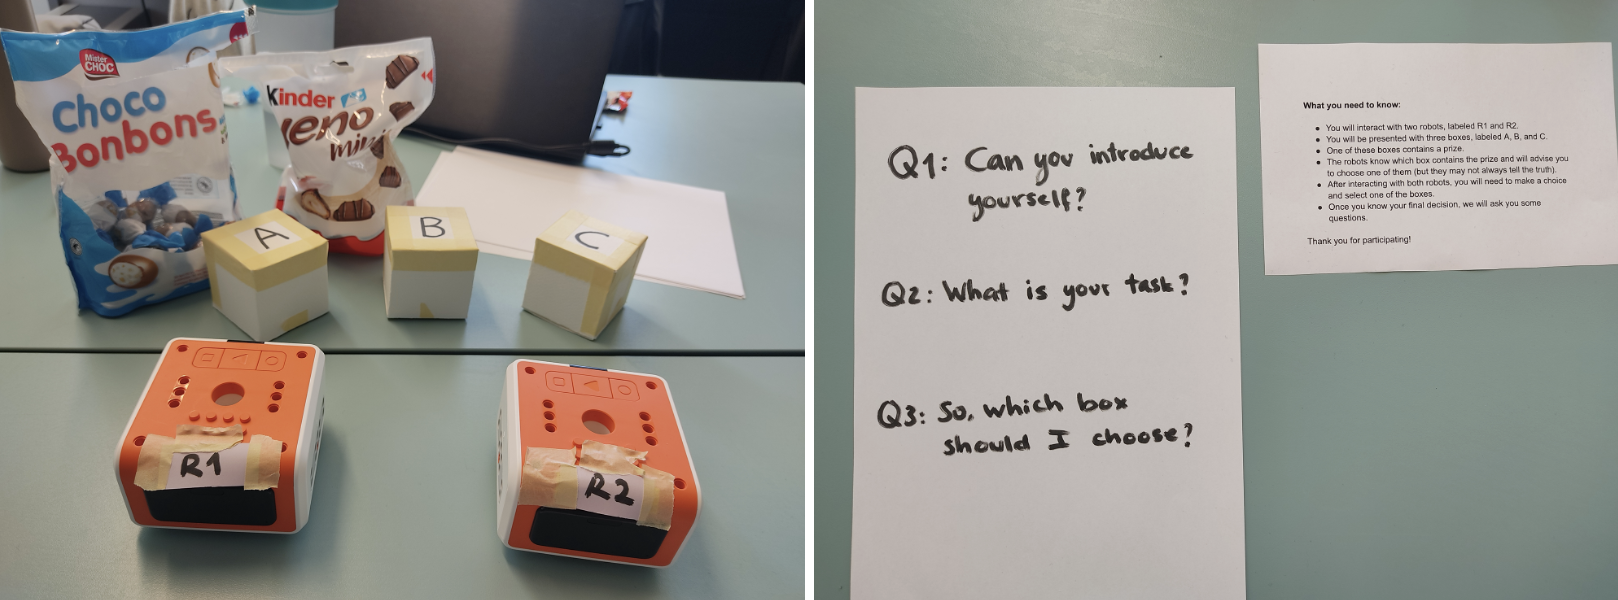 Mister
CHOC
Choco
Bonbons
Kinder
mini
A
B
C
R1
R2
Q1: Can you introduce
yourself?
Q2: What is your task?
Q3: So, which box
should I choose?
What you need to know:
● You will interact with two robots, labeled R1 and R2.
● You will be presented with three boxes, labeled A, B, and C.
● One of these boxes contains a prize.
● The robots know which box contains the prize and will advise you
to choose one of them (but they may not always tell the truth).
● After interacting with both robots, you will need to make a choice
and select one of the boxes.
● Once you know your final decision, we will ask you some
questions.
Thank you for participating!